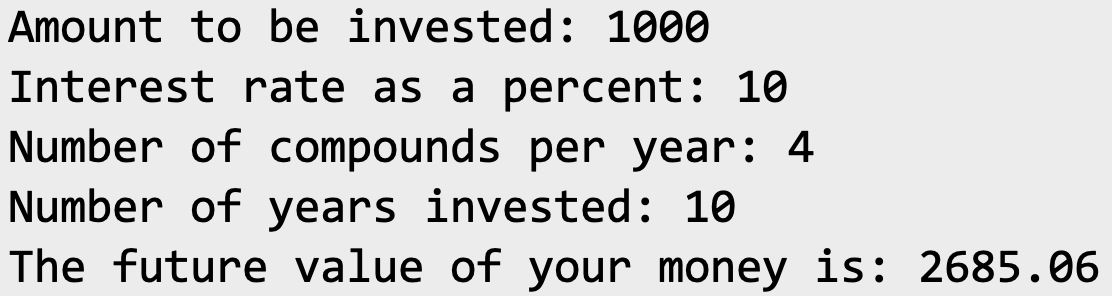 Amount to be invested: 1000
Interest rate as a percent: 10
Number of compounds per year: 4
Number of years invested: 10
The future value of your money is: 2685.06